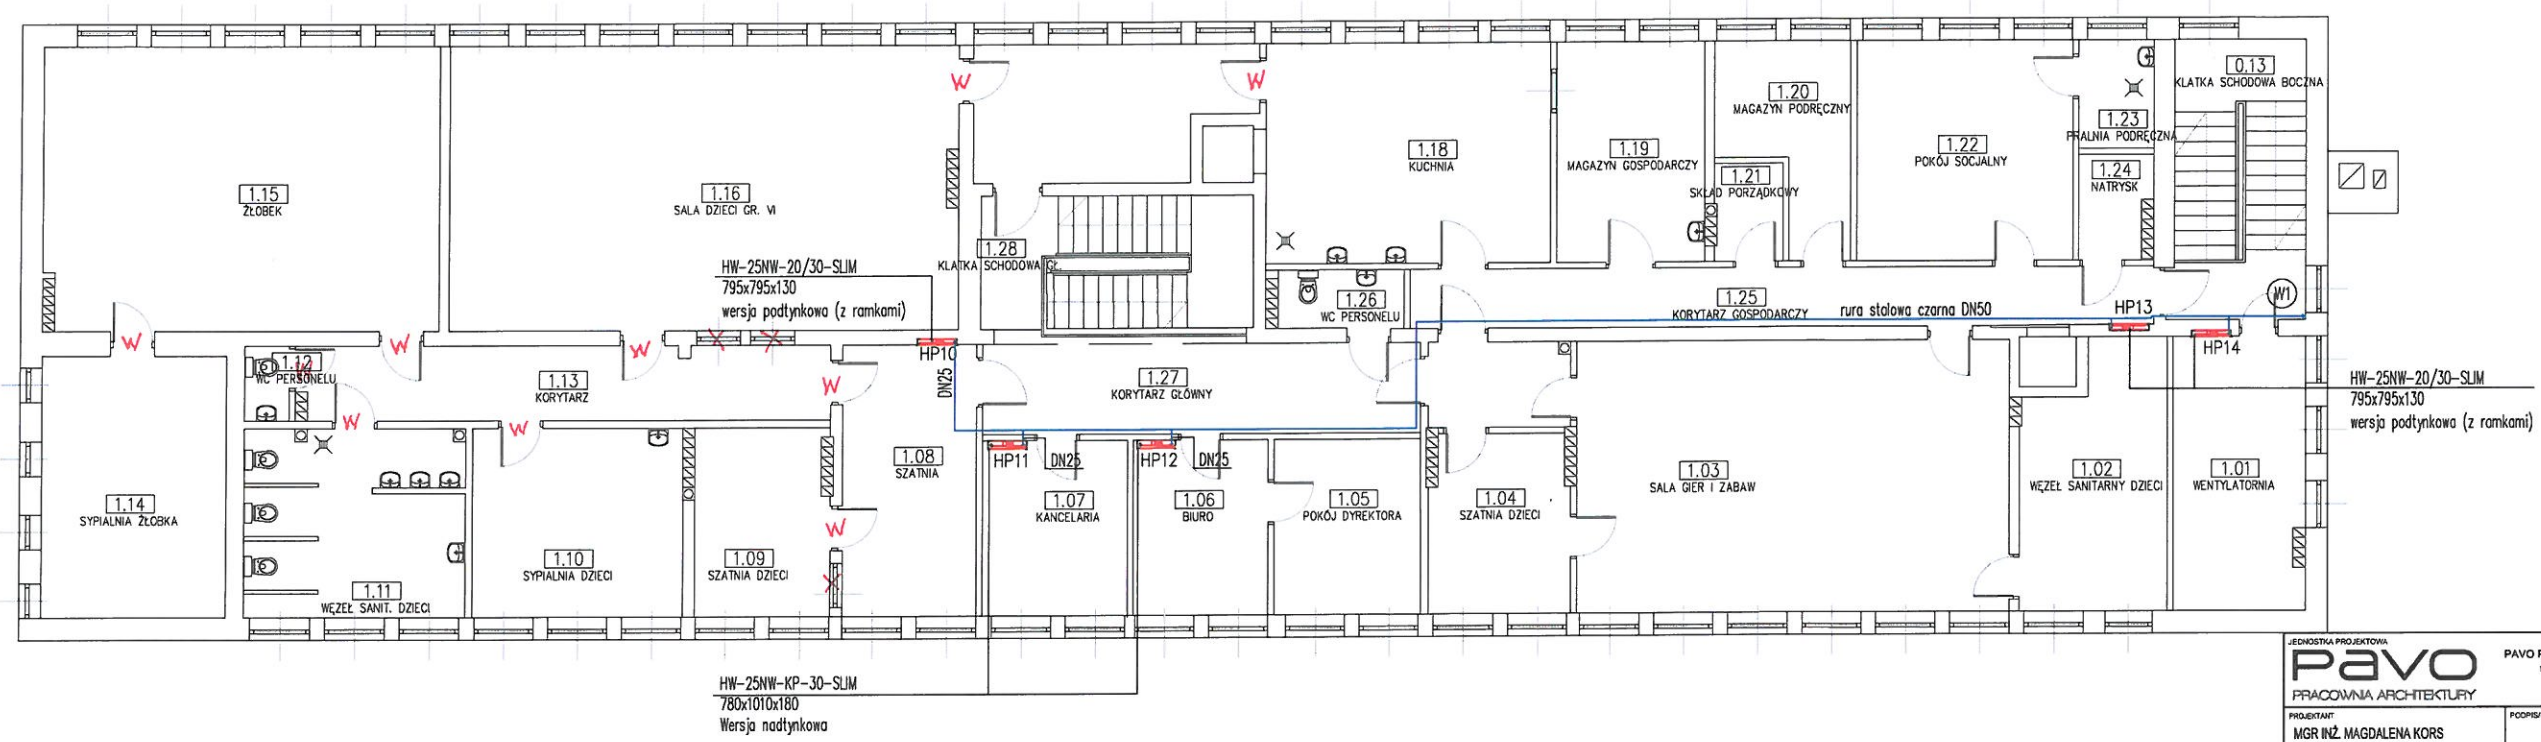 0.13
KLATKA SCHODOWA BOCZNA
W
W
1.20
MAGAZYN PODRĘCZNY
1.23
PRALNIA PODRĘCZNA
1.18
KUCHNIA
1.19
MAGAZYN GOSPODARCZY
1.22
POKÓJ SOCJALNY
1.21
SKŁAD PORZĄDKOWY
1.24
NATRYSK
1.15
ŻŁOBEK
1.16
SALA DZIECI GR. VI
1.28
KLATKA SCHODOWA GŁ.
HW-25NW-20/30-SLIM
795x795x130
wersja podtynkowa (z ramkami)
1.26
WC PERSONELU
1.25
KORYTARZ GOSPODARCZY
rura stalowa czarna DN50
HP13
W1
HP14
W
W
W
HP10
DN25
1.12
WC PERSONELU
W
1.13
KORYTARZ
W
1.27
KORYTARZ GŁÓWNY
HW-25NW-20/30-SLIM
795x795x130
wersja podtynkowa (z ramkami)
W
W
HP11
DN25
HP12
DN25
1.08
SZATNIA
1.14
SYPIALNIA ŻŁOBKA
1.07
KANCELARIA
1.06
BIURO
1.05
POKÓJ DYREKTORA
1.04
SZATNIA DZIECI
1.03
SALA GIER I ZABAW
1.02
WĘZEŁ SANITARNY DZIECI
1.01
WENTYLATORNIA
W
1.10
SYPIALNIA DZIECI
1.09
SZATNIA DZIECI
1.11
WĘZEŁ SANIT. DZIECI
HW-25NW-KP-30-SLIM
780x1010x180
Wersja nadtynkowa
JEDNOSTKA PROJEKTOWA
PAVO
PRACOWNIA ARCHITEKTURY
PAVO P
PROJEKTANT
MGR INŻ. MAGDALENA KORS
PODPIS/